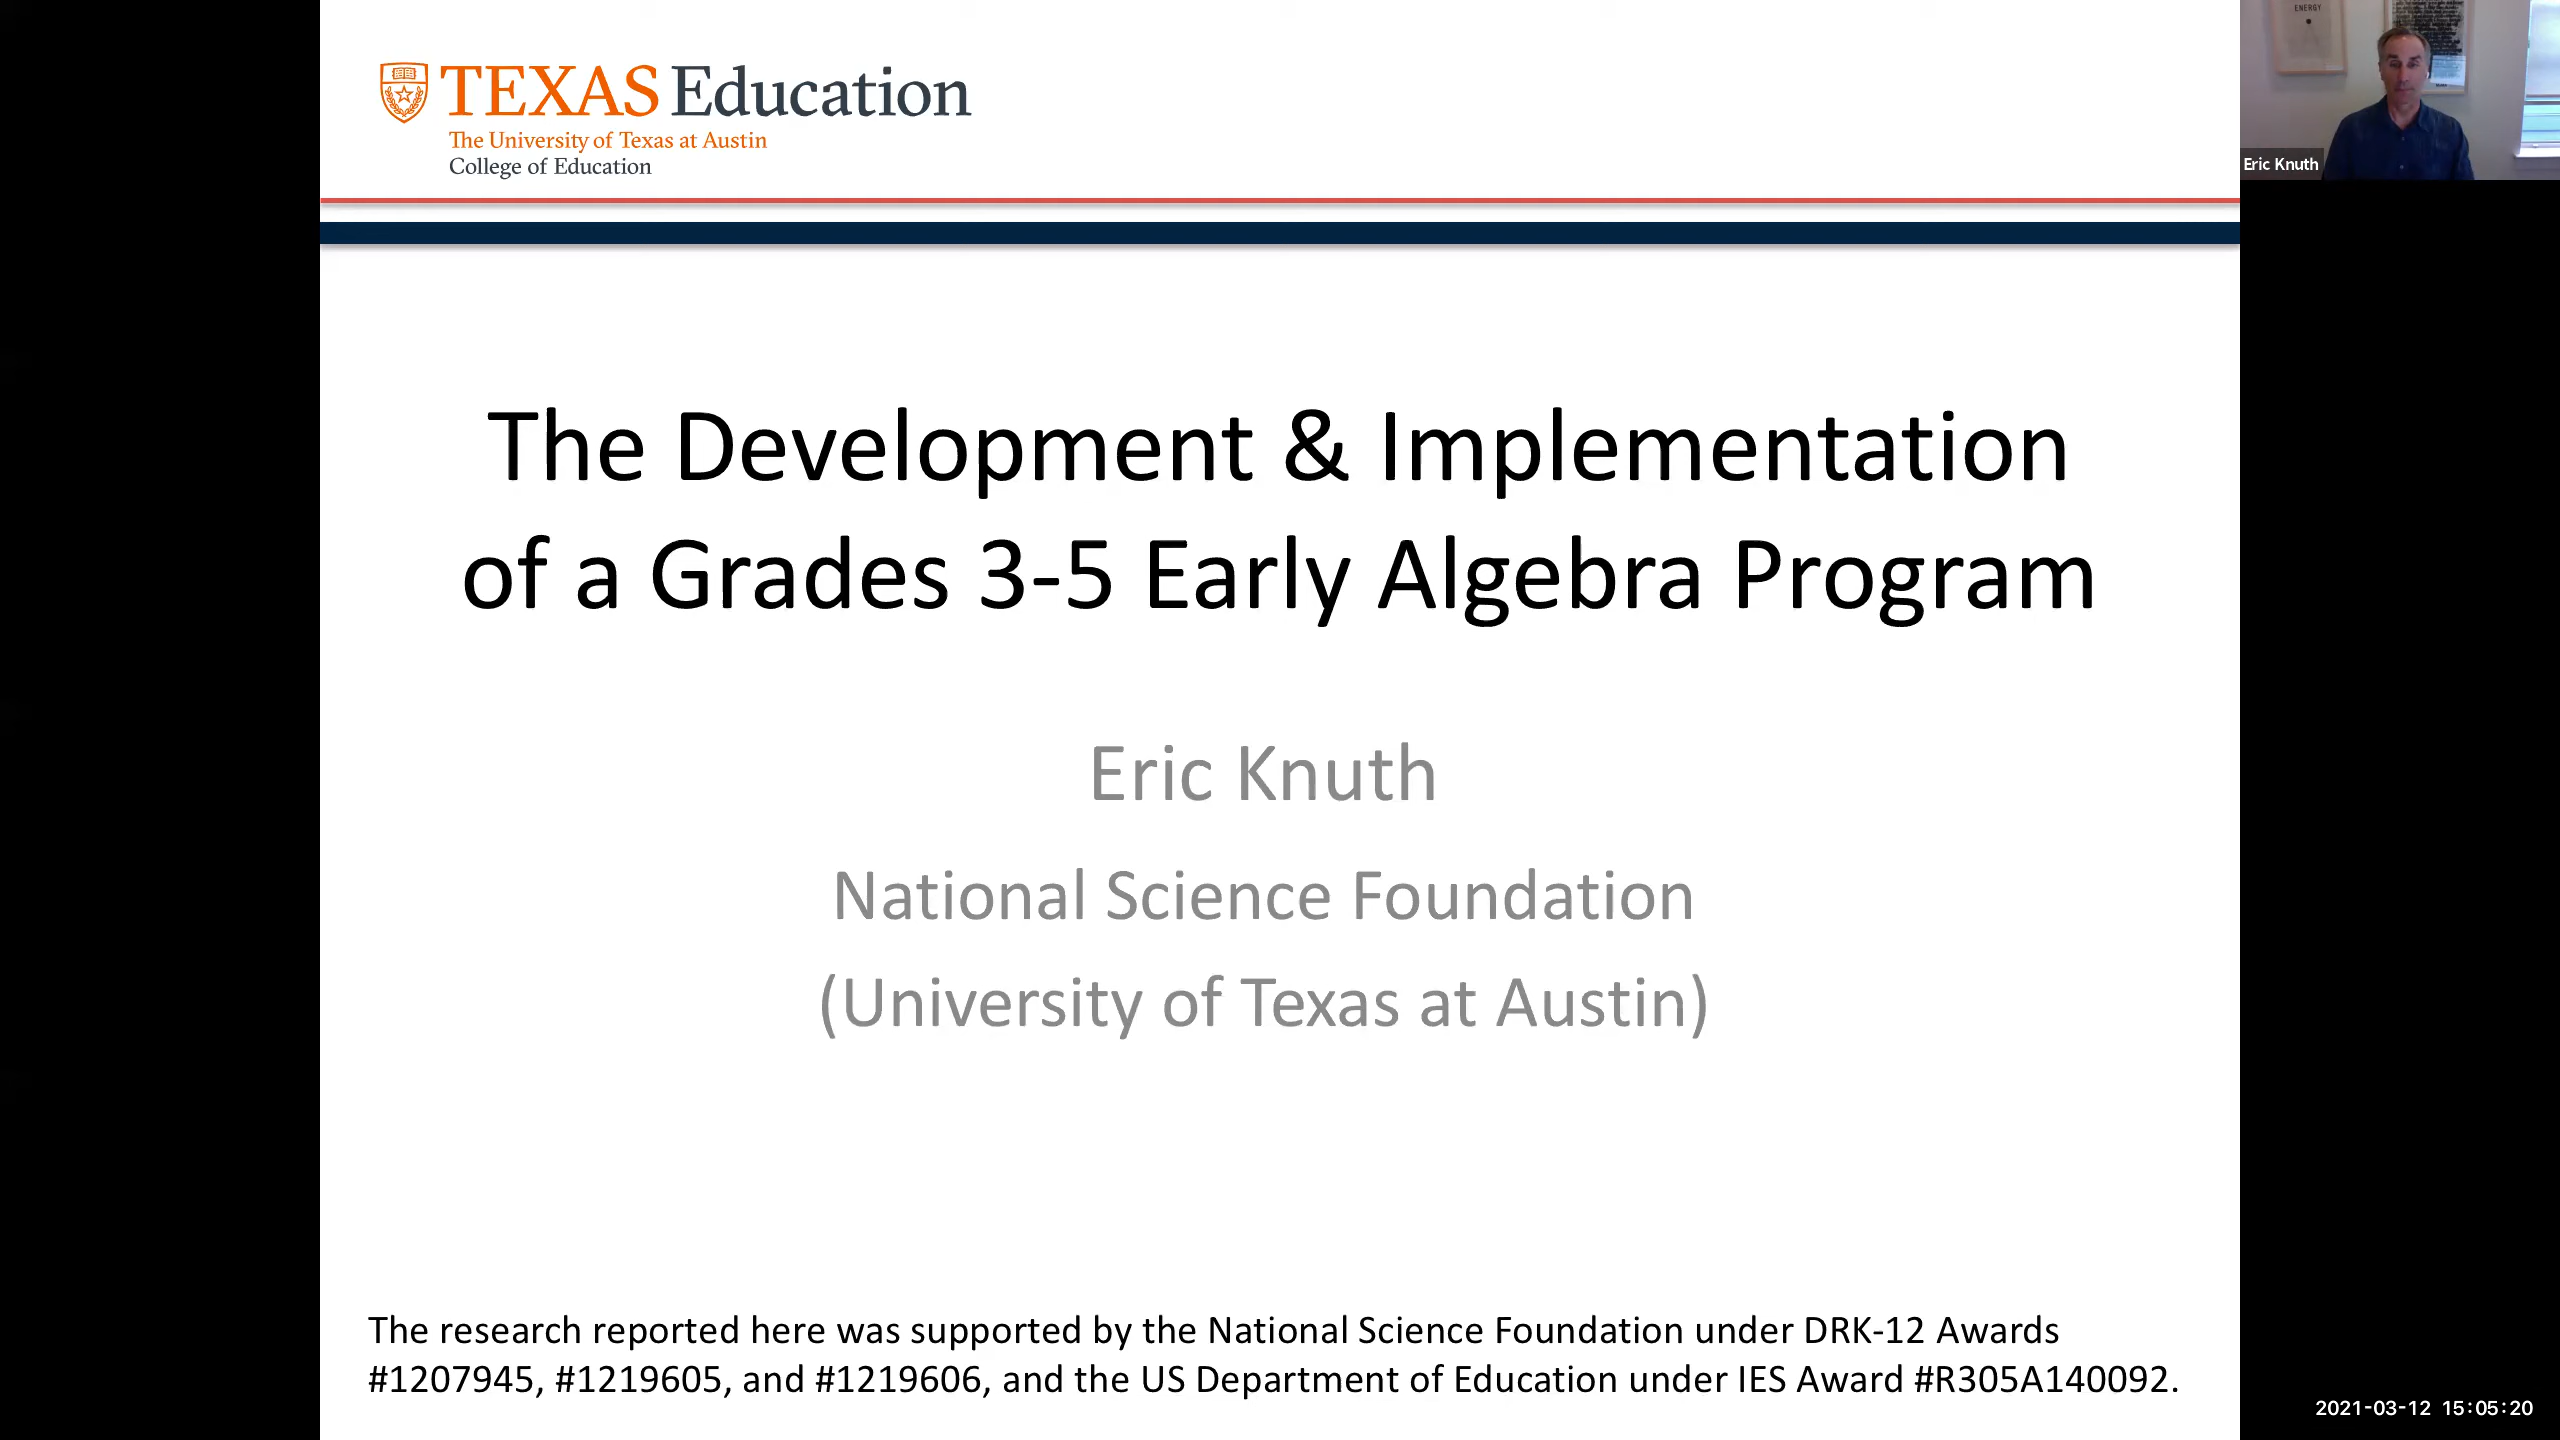 TEXAS Education
The University of Texas at Austin
College of Education
ENERGY
Eric Knuth
The Development & Implementation
of a Grades 3-5 Early Algebra Program
Eric Knuth
National Science Foundation
(University of Texas at Austin)
The research reported here was supported by the National Science Foundation under DRK-12 Awards
#1207945, #1219605, and #1219606, and the US Department of Education under IES Award #R305A140092.
2021-03-12 15:05:20